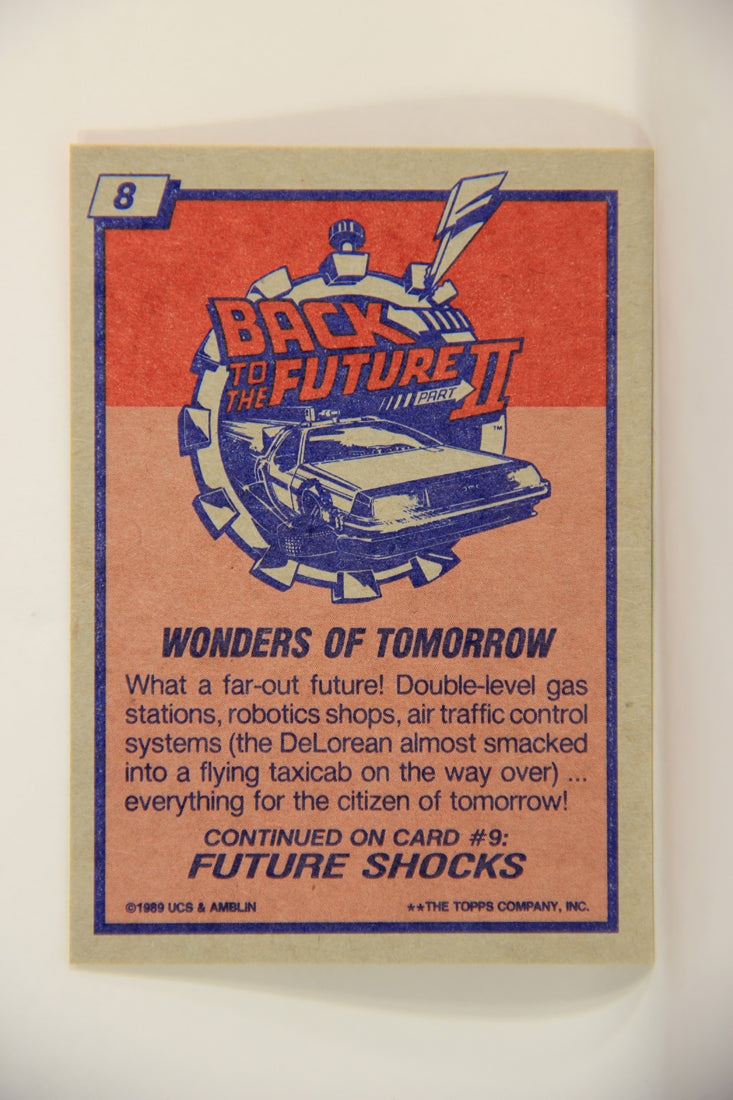 8
BACK
TO
THE FUTURE
PART II
™
WONDERS OF TOMORROW
What a far-out future! Double-level gas
stations, robotics shops, air traffic control
systems (the DeLorean almost smacked
into a flying taxicab on the way over) ...
everything for the citizen of tomorrow!
CONTINUED ON CARD #9:
FUTURE SHOCKS
©1989 UCS & AMBLIN
**THE TOPPS COMPANY, INC.